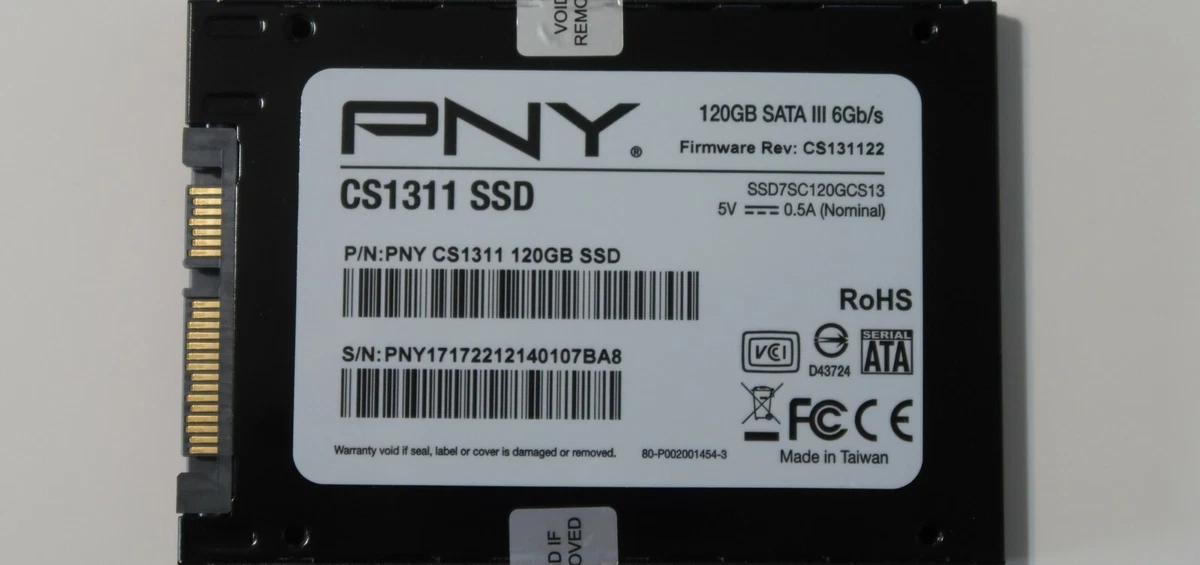 VOID
REMO
PNY®
120GB SATA III 6Gb/s
Firmware Rev: CS131122
CS1311 SSD
SSD7SC120GCS13
5V 0.5A (Nominal)
P/N:PNY CS1311 120GB SSD
RoHS
S/N:PNY17172212140107BA8
VCI
D43724
SERIAL
ATA
FC CE
Warranty void if seal, label or cover is damaged or removed.
80-P002001454-3
Made in Taiwan
D IF
OVED